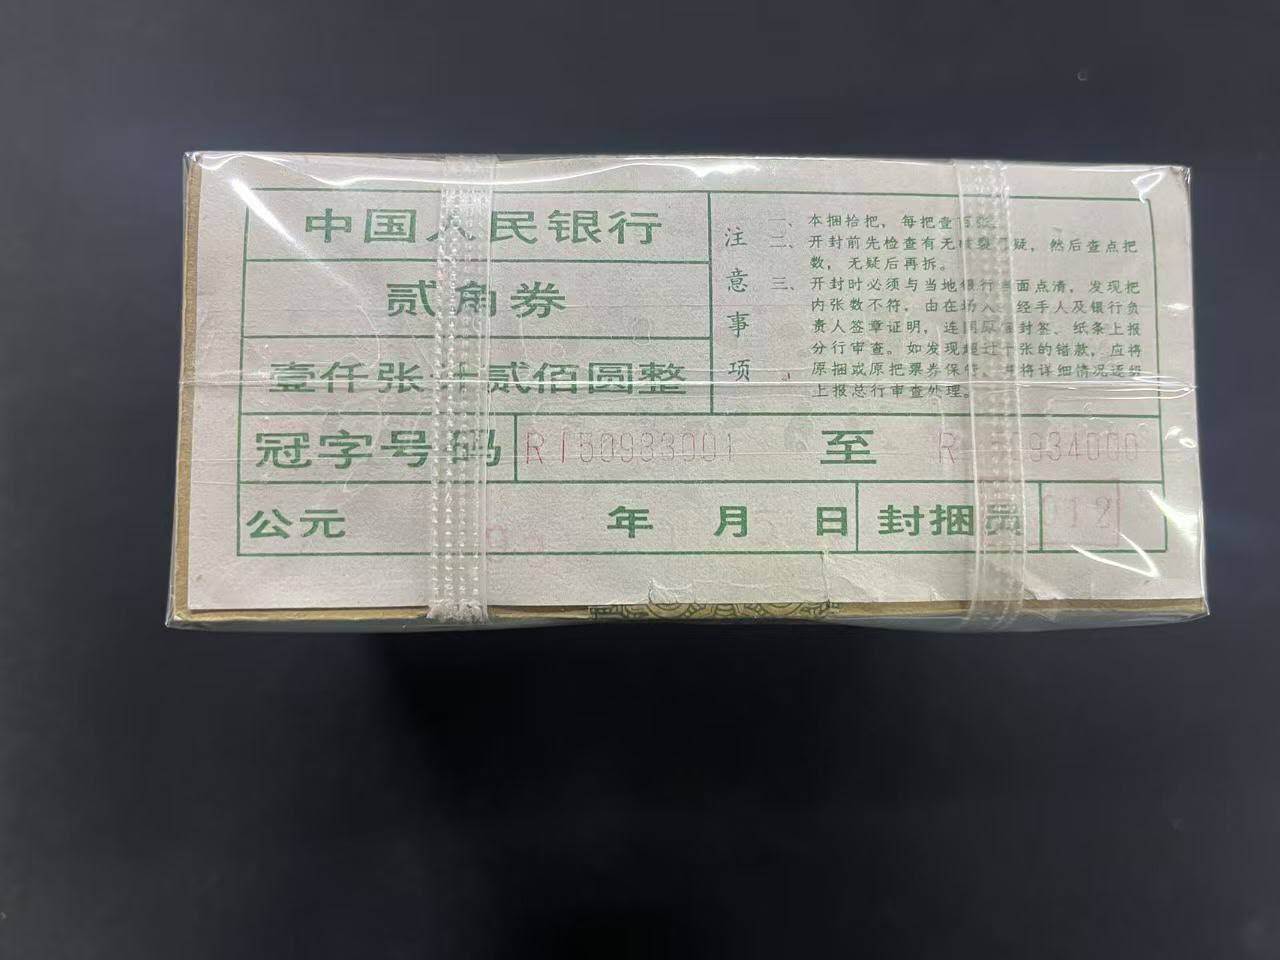 中国人民银行
贰角券
壹仟张计贰佰圆整
注意事项
一、本捆拾把，每把壹百张。
二、开封前先检查有无破裂可疑，然后查点把
数，无疑后再拆。
三、开封时必须与当地银行当面点清，发现把
内张数不符，由在场人、经手人及银行负
责人签章证明，连同原封签、纸条上报
分行审查。如发现超过十张的错款，应将
原捆或原把票券保管，并将详细情况逐级
上报总行审查处理。
冠字号码 RI50933001 至 934000
公元 年 月 日 封捆员 12